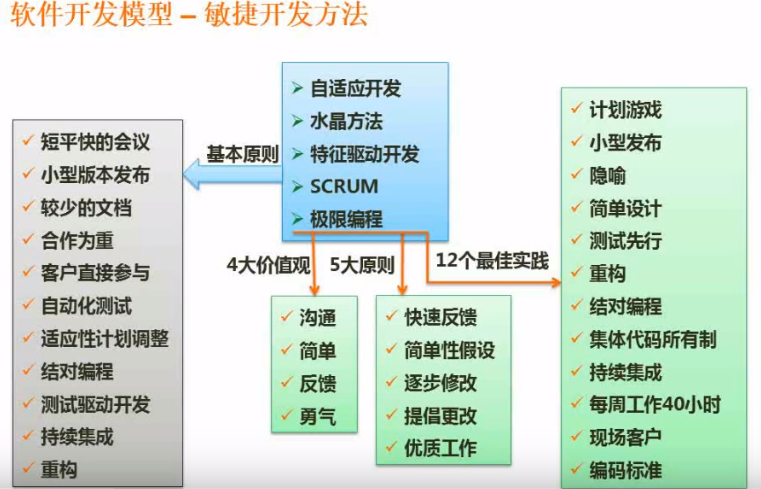 软件开发模型 – 敏捷开发方法
自适应开发
水晶方法
特征驱动开发
SCRUM
极限编程
基本原则
短平快的会议
小型版本发布
较少的文档
合作为重
客户直接参与
自动化测试
适应性计划调整
结对编程
测试驱动开发
持续集成
重构
4大价值观
沟通
简单
反馈
勇气
5大原则
快速反馈
简单性假设
逐步修改
提倡更改
优质工作
12个最佳实践
计划游戏
小型发布
隐喻
简单设计
测试先行
重构
结对编程
集体代码所有制
持续集成
每周工作40小时
现场客户
编码标准